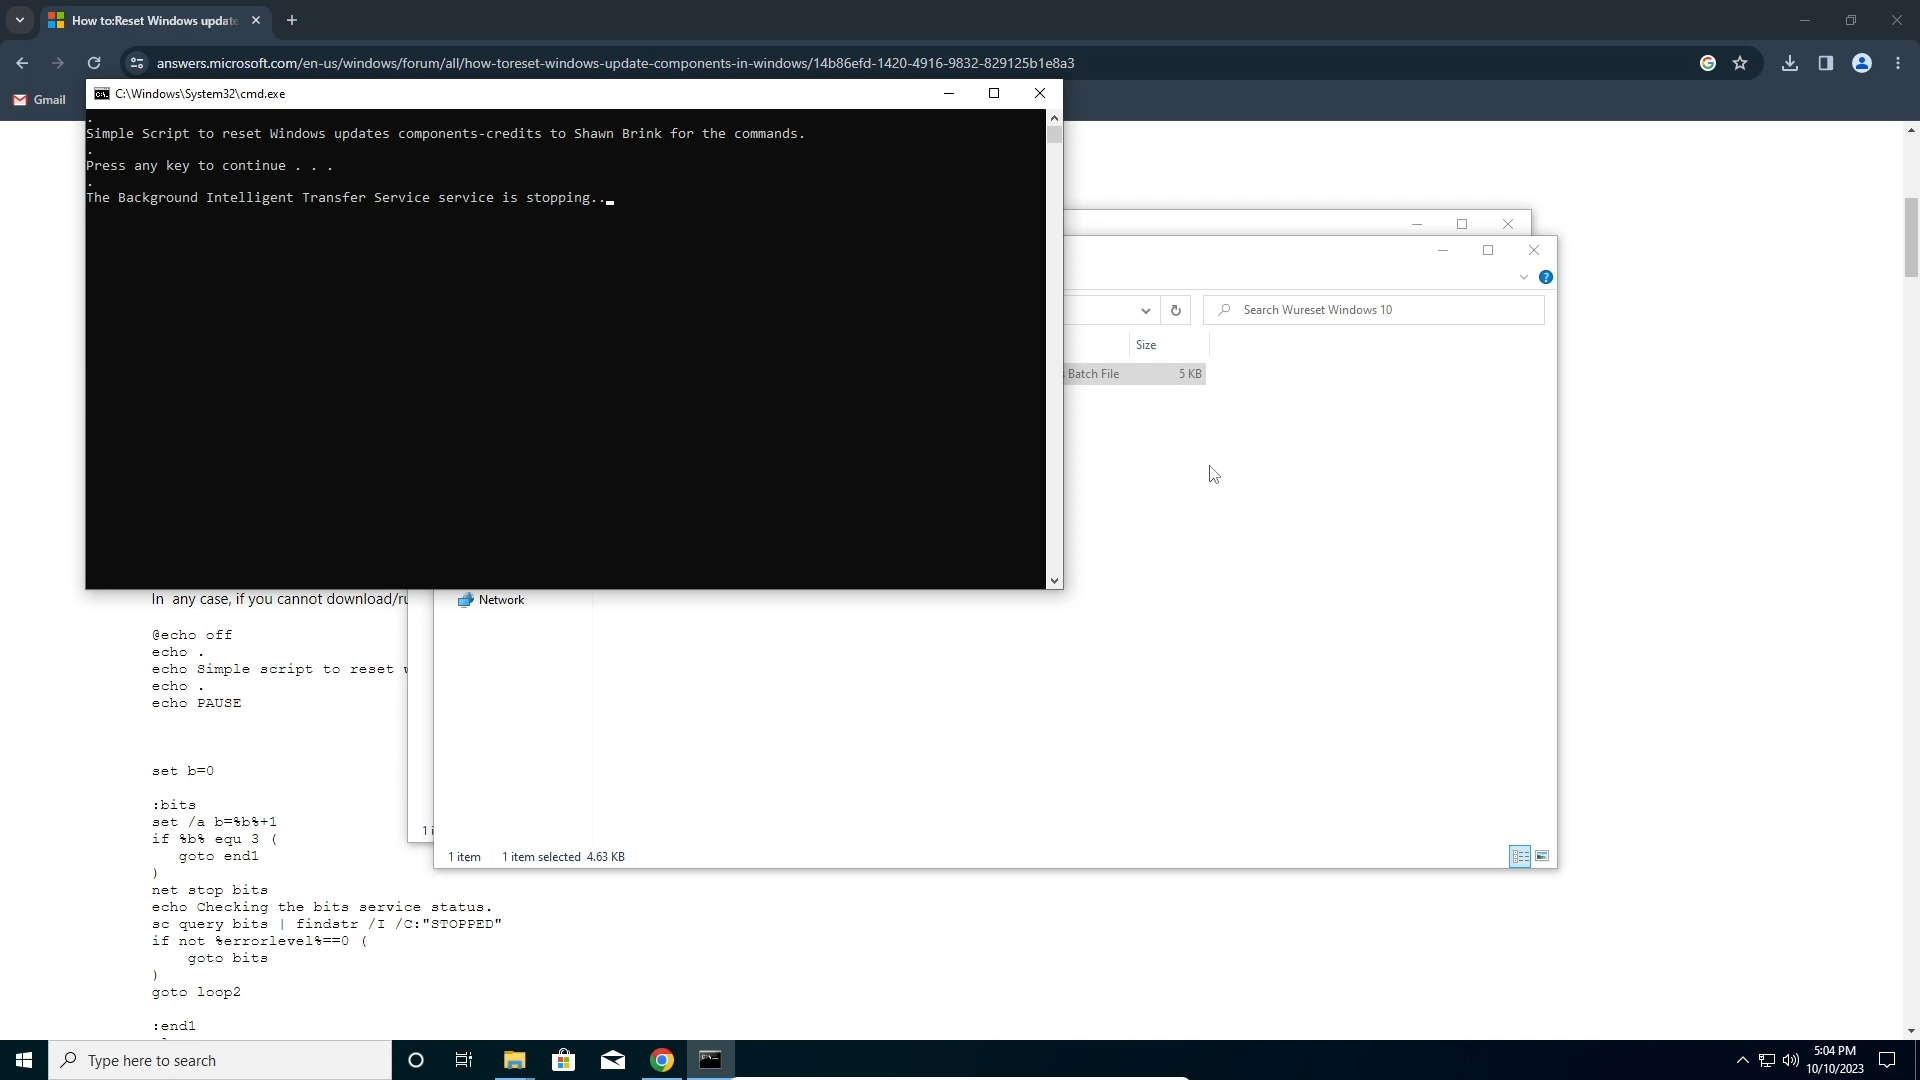 How to:Reset Windows update
answers.microsoft.com/en-us/windows/forum/all/how-toreset-windows-update-components-in-windows/14b86efd-1420-4916-9832-829125b1e8a3
Gmail
C:\Windows\System32\cmd.exe
.
Simple Script to reset Windows updates components-credits to Shawn Brink for the commands.
.
Press any key to continue . . .
.
The Background Intelligent Transfer Service service is stopping..
Search Wureset Windows 10
Size
Batch File 5 KB
Network
1 item 1 item selected 4.63 KB
In any case, if you cannot download/ru
@echo off
echo .
echo Simple script to reset
echo .
echo PAUSE
set b=0
:bits
set /a b=%b%+1
if %b% equ 3 (
goto end1
)
net stop bits
echo Checking the bits service status.
sc query bits | findstr /I /C:"STOPPED"
if not %errorlevel%==0 (
goto bits
)
goto loop2
:end1
Type here to search
5:04 PM
10/10/2023